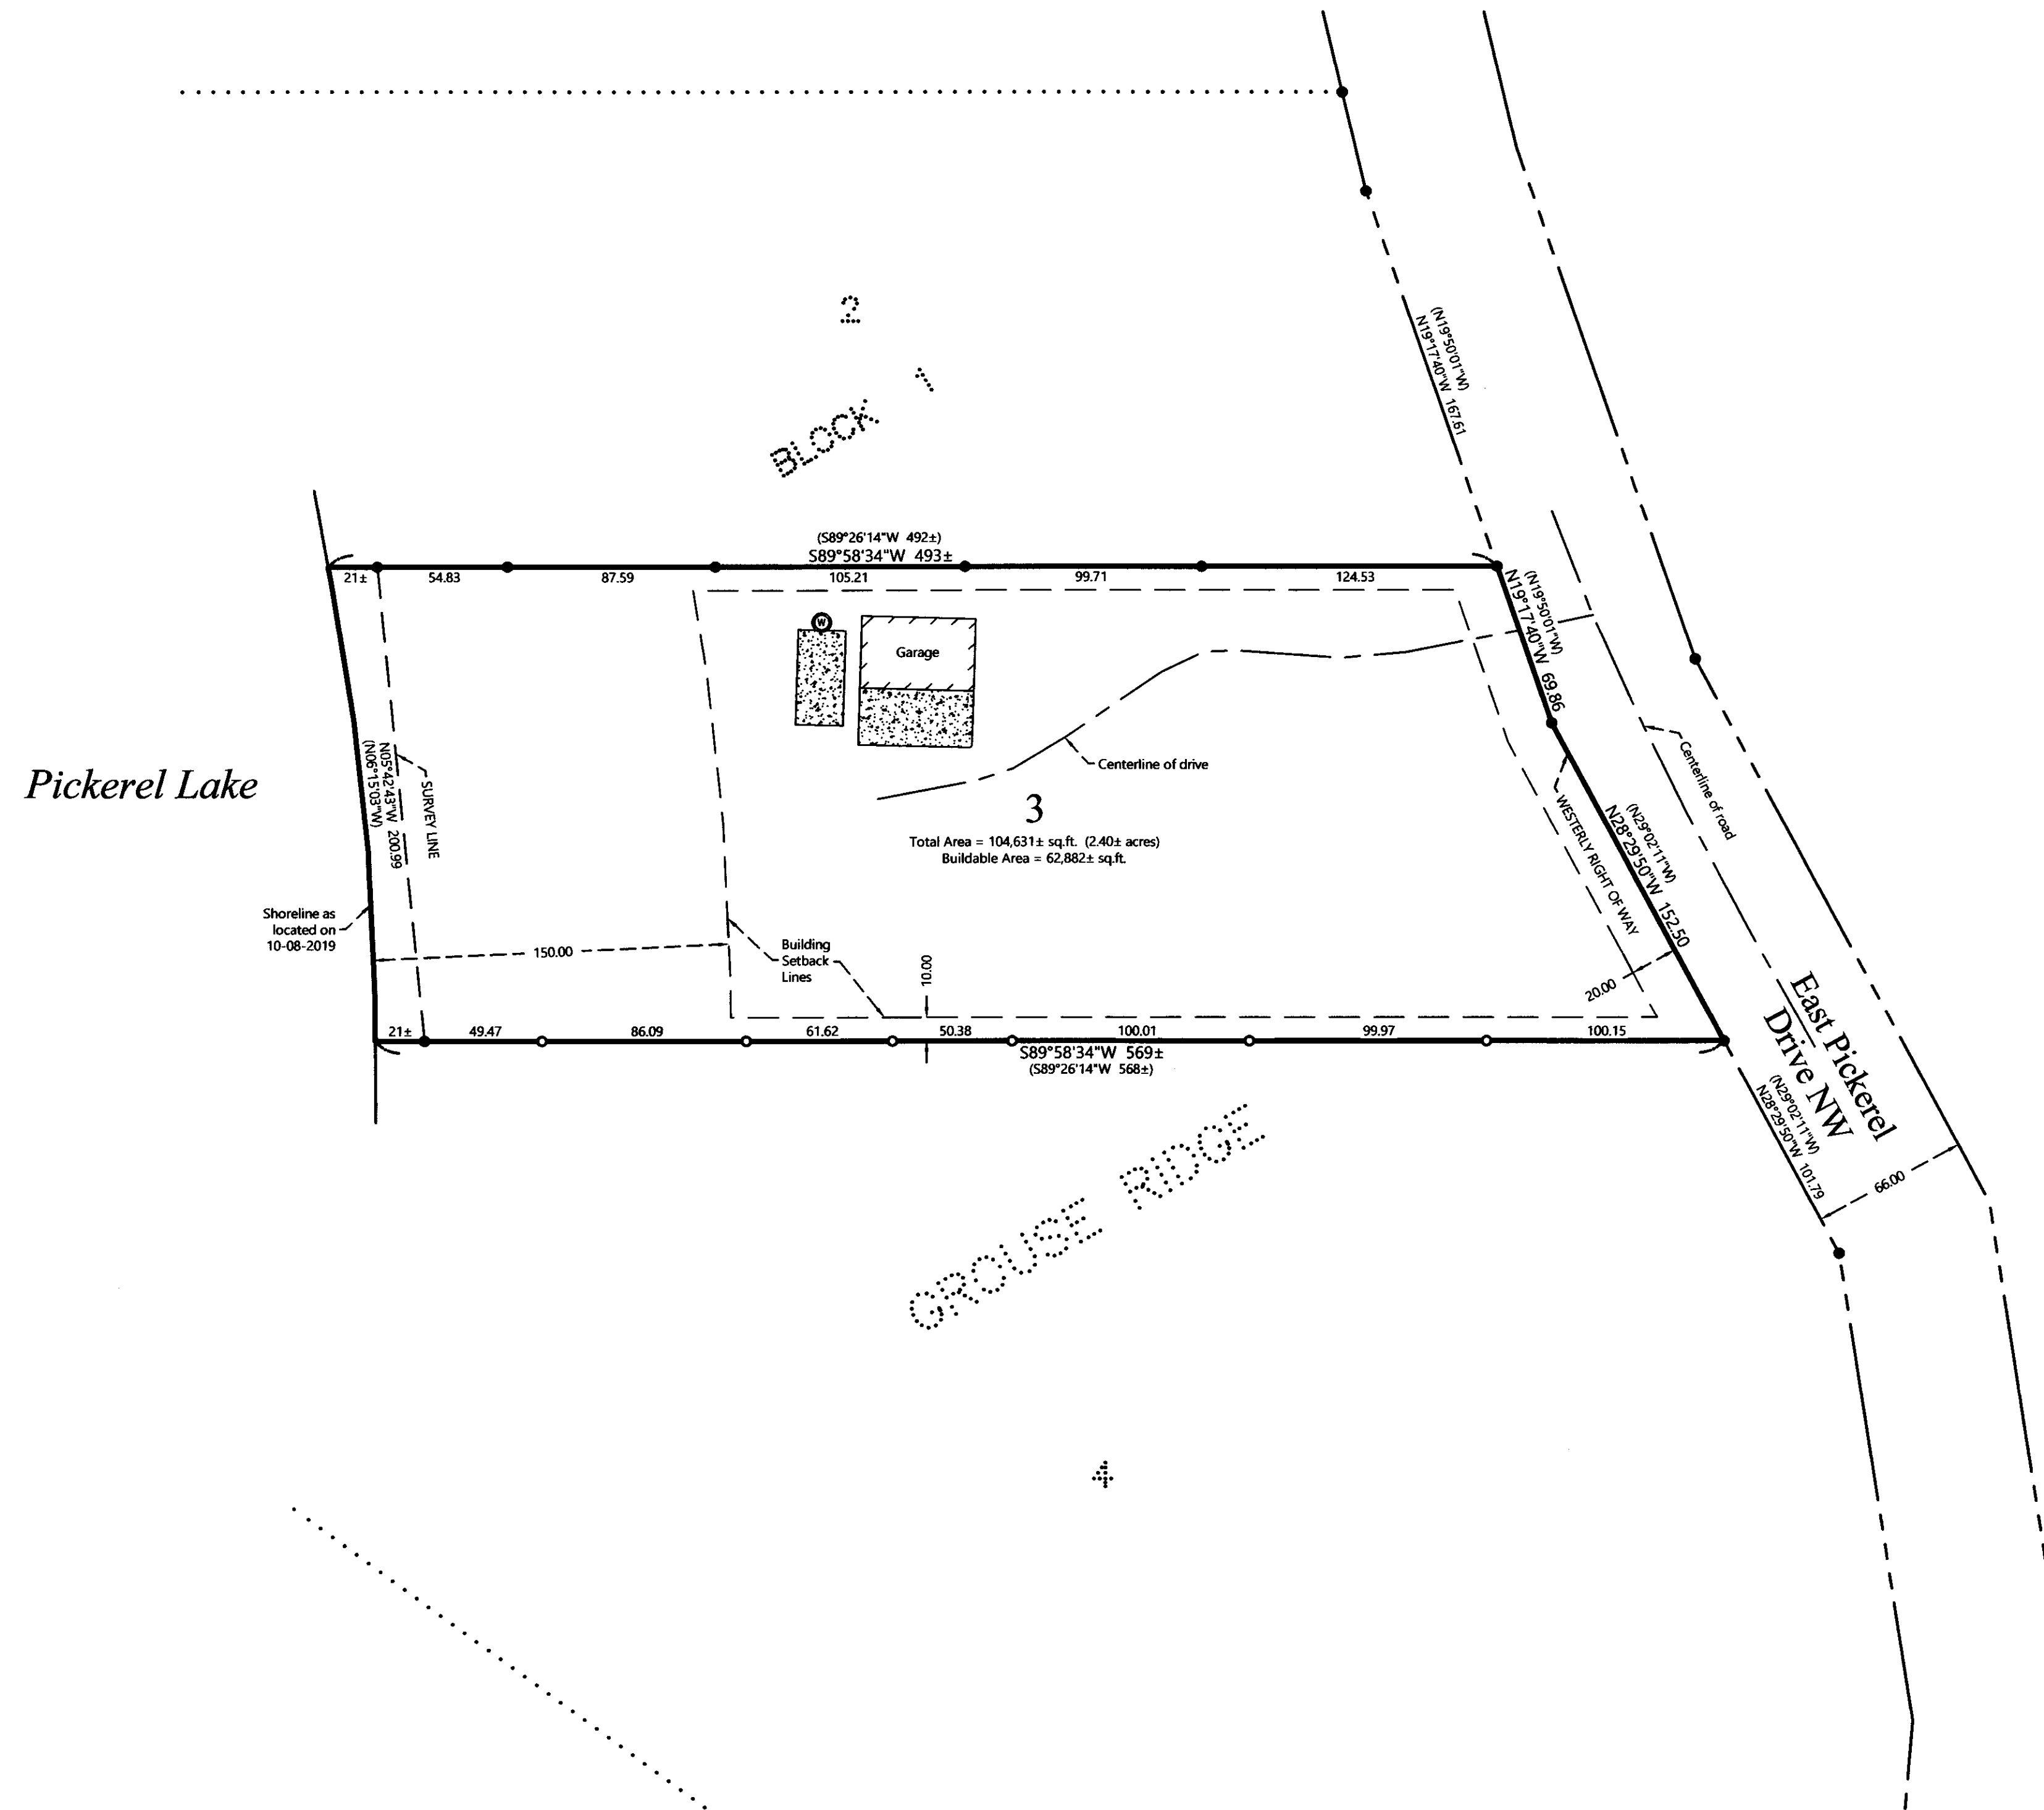 2
BLOCK 1
(N19°50'01"W)
N19°17'40"W 167.61
(S89°26'14"W 492±)
S89°58'34"W 493±
21±
54.83
87.59
105.21
99.71
124.53
W
Garage
(N19°50'01"W)
N19°17'40"W 69.86
Centerline of drive
Centerline of road
Pickerel Lake
SURVEY LINE
N05°42'43"W 200.99
(N06°15'03"W)
3
Total Area = 104,631± sq.ft. (2.40± acres)
Buildable Area = 62,882± sq.ft.
WESTERLY RIGHT OF WAY
(N29°02'11"W)
N28°29'50"W 152.50
Shoreline as
located on
10-08-2019
150.00
Building
Setback
Lines
10.00
20.00
21±
49.47
86.09
61.62
50.38
100.01
99.97
100.15
S89°58'34"W 569±
(S89°26'14"W 568±)
East Pickerel
Drive NW
(N29°02'11"W)
N28°29'50"W 101.79
66.00
GROUSE RIDGE
4